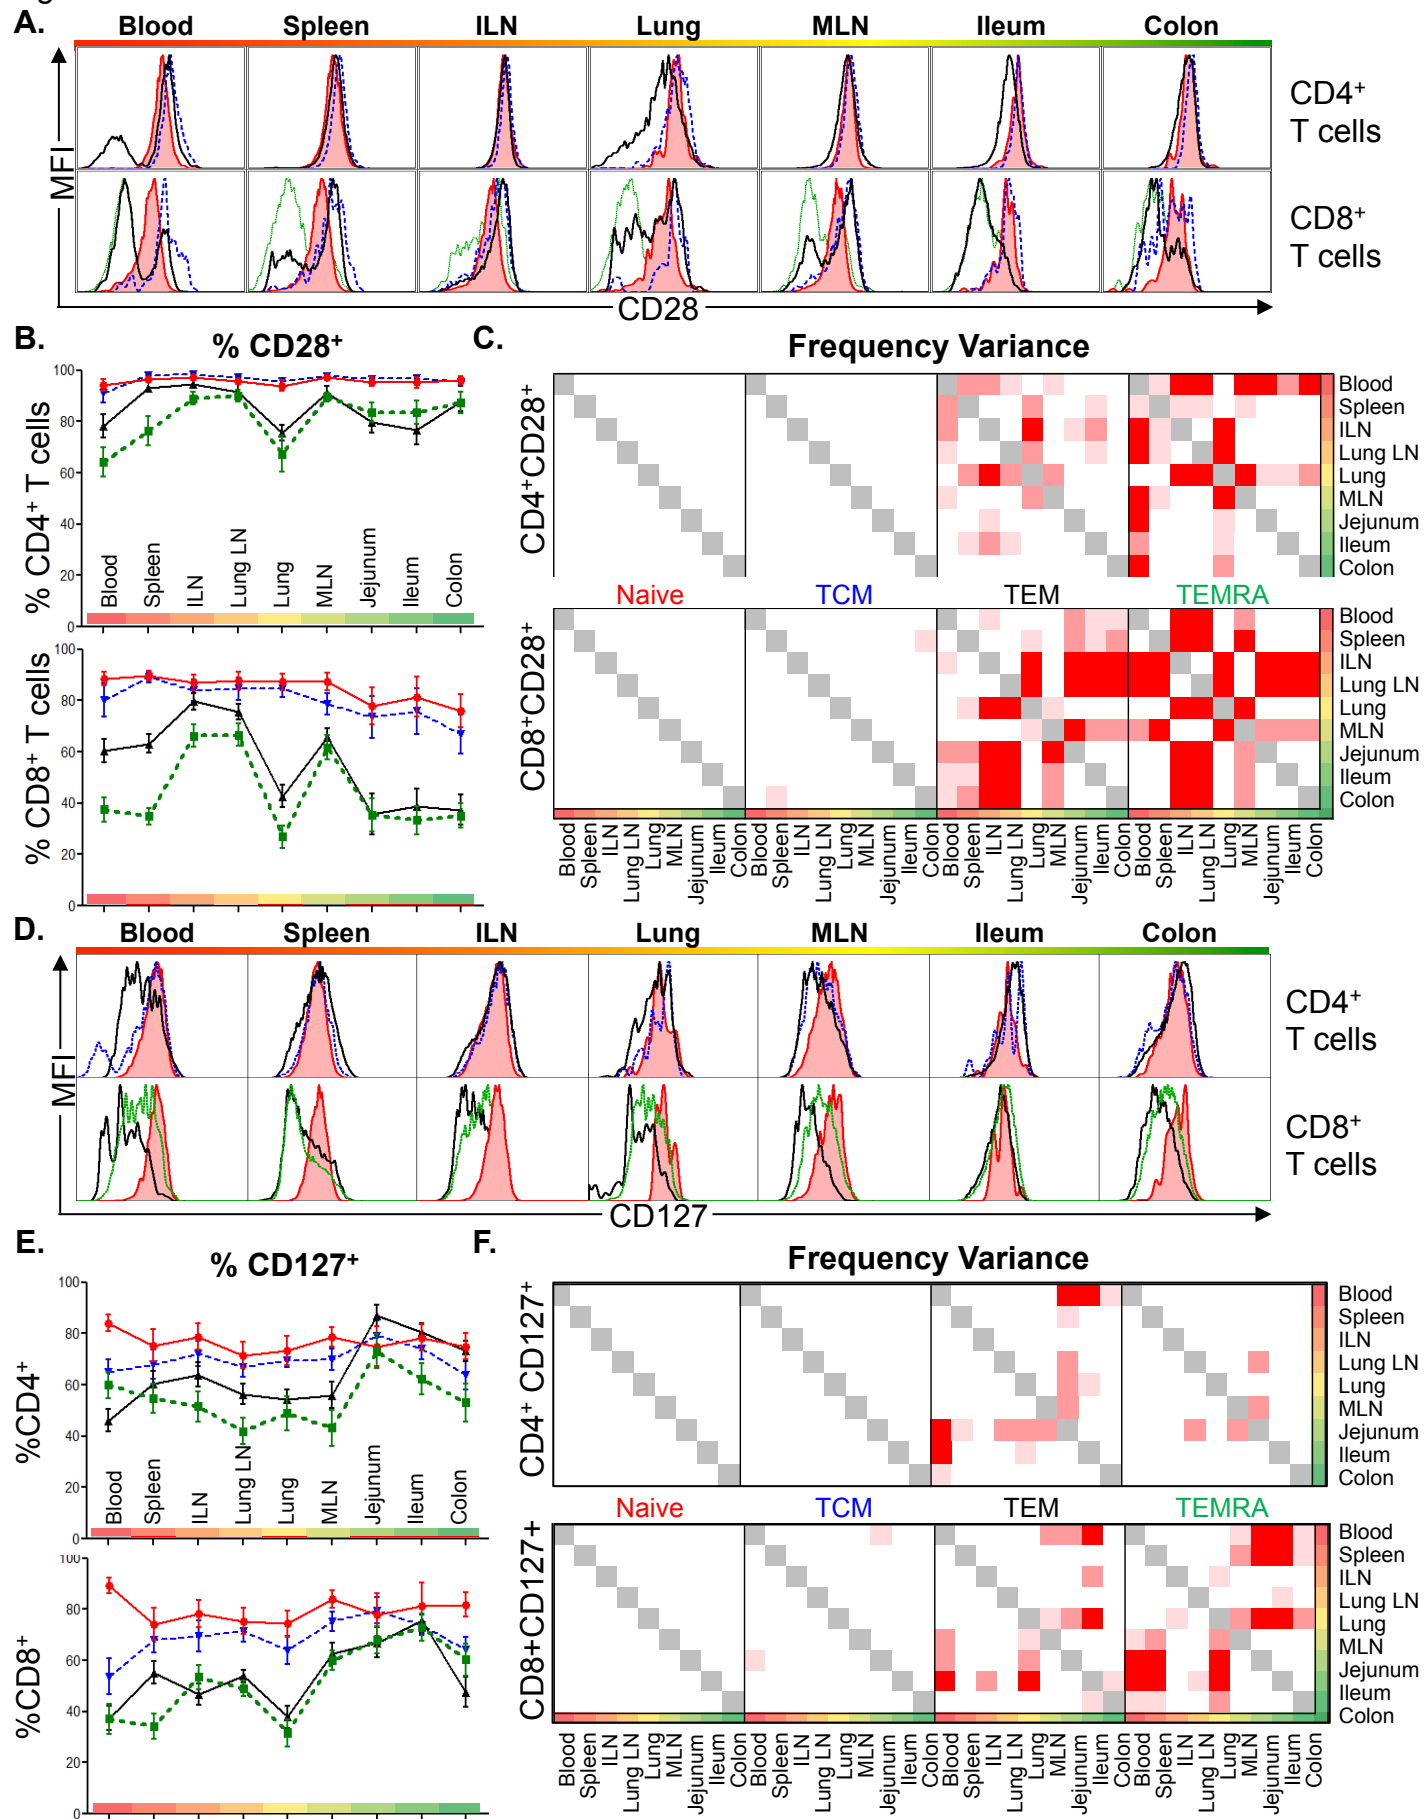 A.
Blood Spleen ILN Lung MLN Ileum Colon
MFI
CD4+
T cells
CD8+
T cells
CD28
B.
% CD28+
% CD4+ T cells
100
80
60
40
20
0
Blood
Spleen
ILN
Lung LN
Lung
MLN
Jejunum
Ileum
Colon
% CD8+ T cells
100
80
60
40
20
0
C.
Frequency Variance
CD4+CD28+
Blood
Spleen
ILN
Lung LN
Lung
MLN
Jejunum
Ileum
Colon
Naive TCM TEM TEMRA
CD8+CD28+
Blood
Spleen
ILN
Lung LN
Lung
MLN
Jejunum
Ileum
Colon
Blood Spleen ILN Lung LN Lung MLN Jejunum Ileum Colon Blood Spleen ILN Lung LN Lung MLN Jejunum Ileum Colon Blood Spleen ILN Lung LN Lung MLN Jejunum Ileum Colon Blood Spleen ILN Lung LN Lung MLN Jejunum Ileum Colon
D.
Blood Spleen ILN Lung MLN Ileum Colon
MFI
CD4+
T cells
CD8+
T cells
CD127
E.
% CD127+
%CD4+
100
80
60
40
20
0
Blood
Spleen
ILN
Lung LN
Lung
MLN
Jejunum
Ileum
Colon
%CD8+
100
80
60
40
20
0
F.
Frequency Variance
CD4+ CD127+
Blood
Spleen
ILN
Lung LN
Lung
MLN
Jejunum
Ileum
Colon
Naive TCM TEM TEMRA
CD8+CD127+
Blood
Spleen
ILN
Lung LN
Lung
MLN
Jejunum
Ileum
Colon
Blood Spleen ILN Lung LN Lung MLN Jejunum Ileum Colon Blood Spleen ILN Lung LN Lung MLN Jejunum Ileum Colon Blood Spleen ILN Lung LN Lung MLN Jejunum Ileum Colon Blood Spleen ILN Lung LN Lung MLN Jejunum Ileum Colon